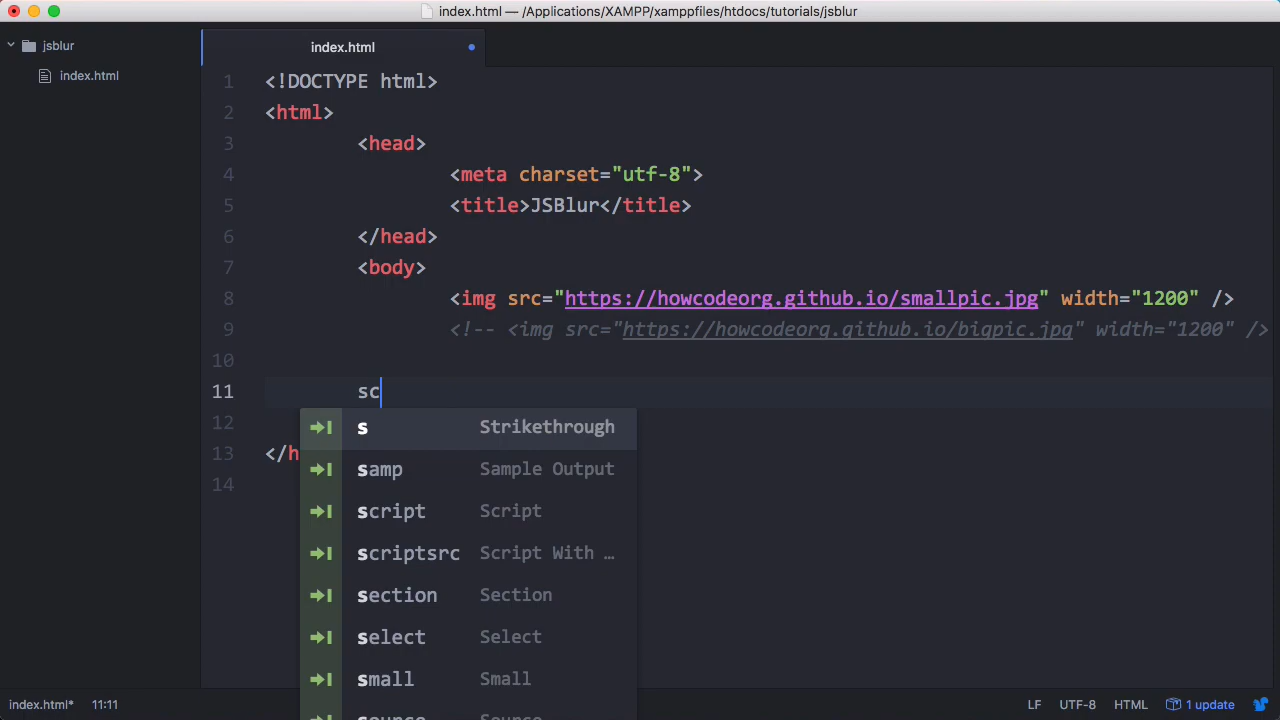 index.html — /Applications/XAMPP/xamppfiles/htdocs/tutorials/jsblur
jsblur
index.html
index.html
1 <!DOCTYPE html>
2 <html>
3 <head>
4 <meta charset="utf-8">
5 <title>JSBlur</title>
6 </head>
7 <body>
8 <img src="https://howcodeorg.github.io/smallpic.jpg" width="1200" />
9 <!-- <img src="https://howcodeorg.github.io/bigpic.jpg" width="1200" />
10
11 sc
12
13 </h
14
s Strikethrough
samp Sample Output
script Script
scriptsrc Script With …
section Section
select Select
small Small
source Source
index.html* 11:11 LF UTF-8 HTML 1 update